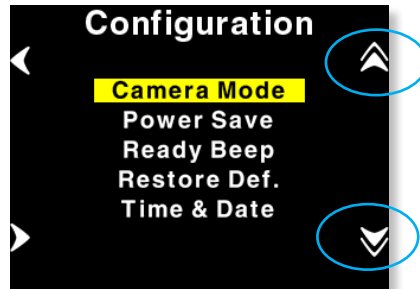 Configuration
Camera Mode
Power Save
Ready Beep
Restore Def.
Time & Date